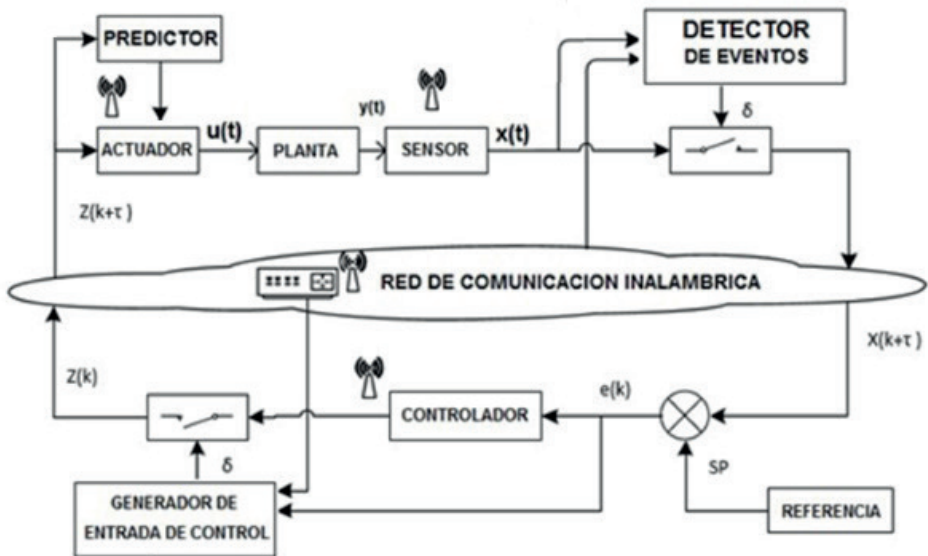 PREDICTOR
DETECTOR
DE EVENTOS
δ
ACTUADOR
u(t)
PLANTA
y(t)
SENSOR
x(t)
Z(k+τ )
RED DE COMUNICACION INALAMBRICA
X(k+τ )
Z(k)
CONTROLADOR
e(k)
SP
δ
GENERADOR DE
ENTRADA DE CONTROL
REFERENCIA